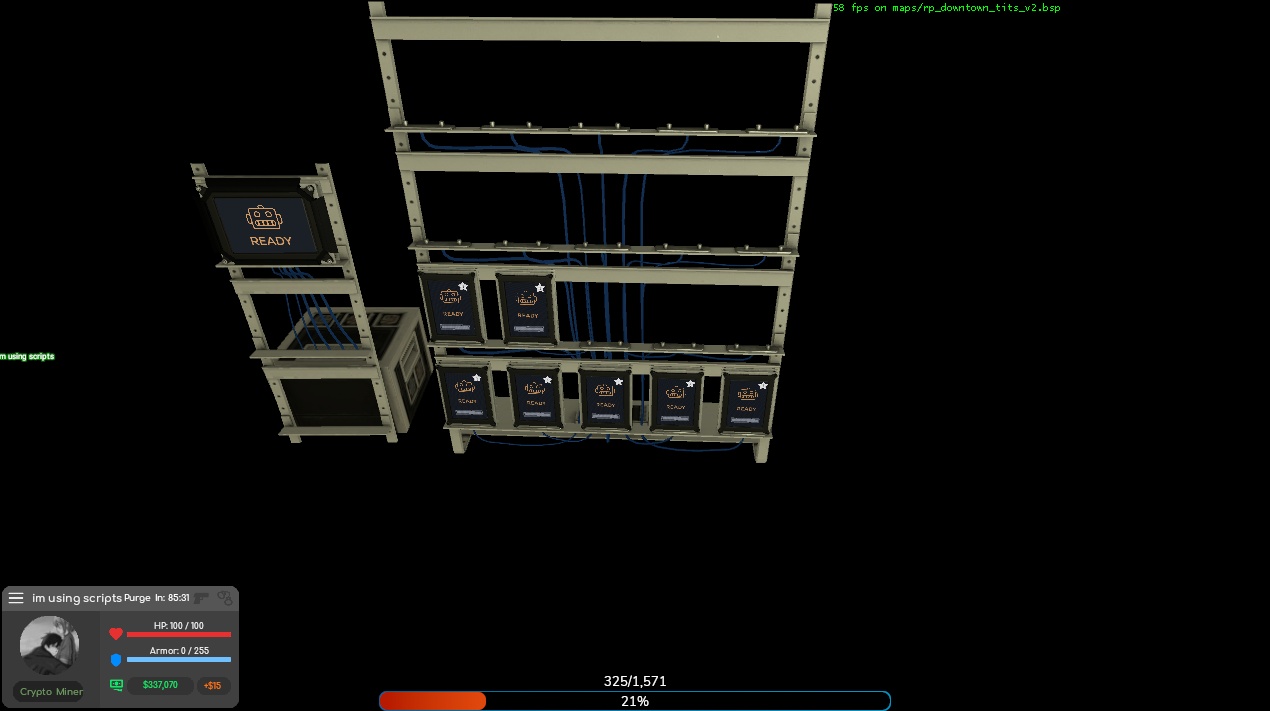 58 fps on maps/rp_downtown_tits_v2.bsp
READY
READY
READY
READY
READY
READY
READY
READY
m using scripts
im using scripts
Purge In: 85:31
HP: 100 / 100
Armor: 0 / 255
Crypto Miner
$337,070
+$15
325/1,571
21%